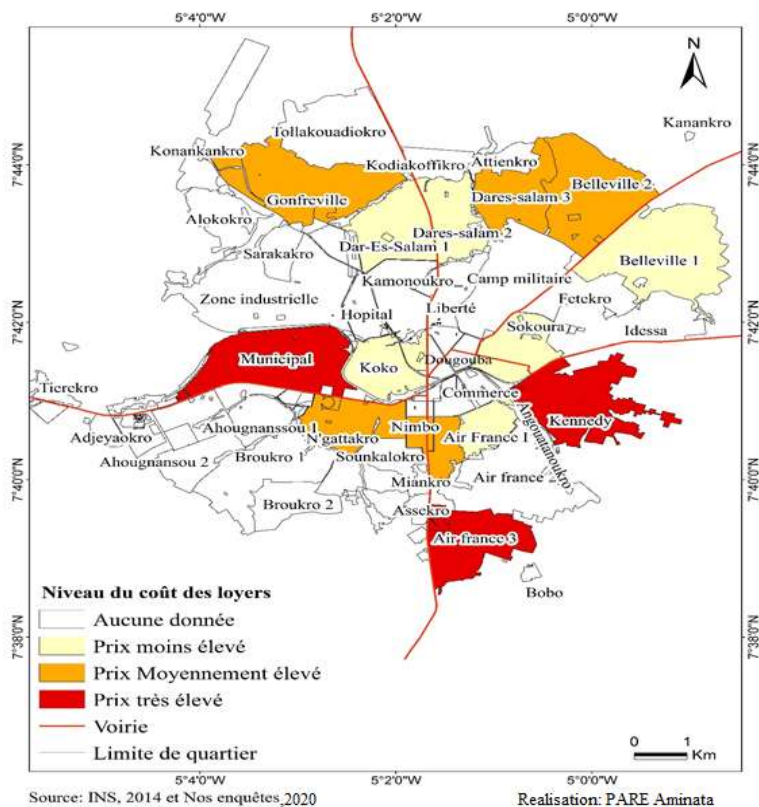 5°4'0"O 5°2'0"O 5°0'0"O
N
Kanankro
Tollakouadiokro
7°44'0"N
Konankankro
Kodiakoffikro
Attienkro
7°44'0"N
Gonfreville
Dares-salam 3
Belleville 2
Alokokro
Dares-salam 2
Dar-Es-Salam 1
Sarakakro
Belleville 1
Kamonoukro
Camp militaire
Zone industrielle
Fetekro
Hopital
Liberté
7°42'0"N
Sokoura
Idessa
7°42'0"N
Municipal
Koko
Dougouba
Tierekro
Commerce
Kennedy
Adjeyaokro
Ahougnanssou 1
N'gattakro
Nimbo
Air France I
Angouatanoukro
Ahougnansou 2
Broukro 1
Sounkalokro
7°40'0"N
Miankro
Air france
7°40'0"N
Broukro 2
Assekro
Air france 3
Bobo
Niveau du coût des loyers
Aucune donnée
Prix moins élevé
7°38'0"N
Prix Moyennement élevé
7°38'0"N
Prix très élevé
Voirie
Limite de quartier
0 1
Km
5°4'0"O 5°2'0"O 5°0'0"O
Source: INS, 2014 et Nos enquêtes,2020 Realisation: PARE Aminata